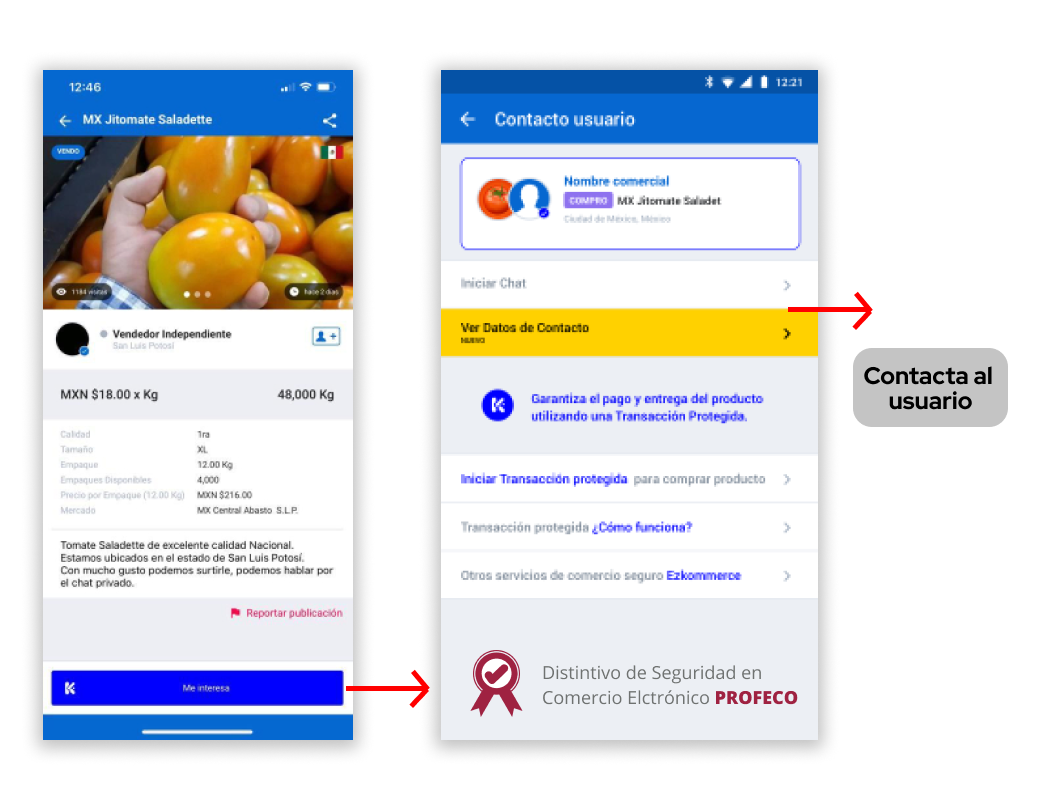 12:46
MX Jitomate Saladette
VENDO
1184 visitas
hace 2 días
Vendedor Independiente
San Luis Potosí
MXN $18.00 x Kg
48,000 Kg
Calidad 1ra
Tamaño XL
Empaque 12.00 Kg
Empaques Disponibles 4,000
Precio por Empaque (12.00 Kg) MXN $216.00
Mercado MX Central Abasto S.L.P.
Tomate Saladette de excelente calidad Nacional.
Estamos ubicados en el estado de San Luis Potosí.
Con mucho gusto podemos surtirle, podemos hablar por
el chat privado.
Reportar publicación
Me interesa
12:21
Contacto usuario
Nombre comercial
COMPRO MX Jitomate Saladet
Ciudad de México, México
Iniciar Chat
Ver Datos de Contacto
NUEVO
Garantiza el pago y entrega del producto
utilizando una Transacción Protegida.
Iniciar Transacción protegida para comprar producto
Transacción protegida ¿Cómo funciona?
Otros servicios de comercio seguro Ezkommerce
Distintivo de Seguridad en
Comercio Elctrónico PROFECO
Contacta al
usuario